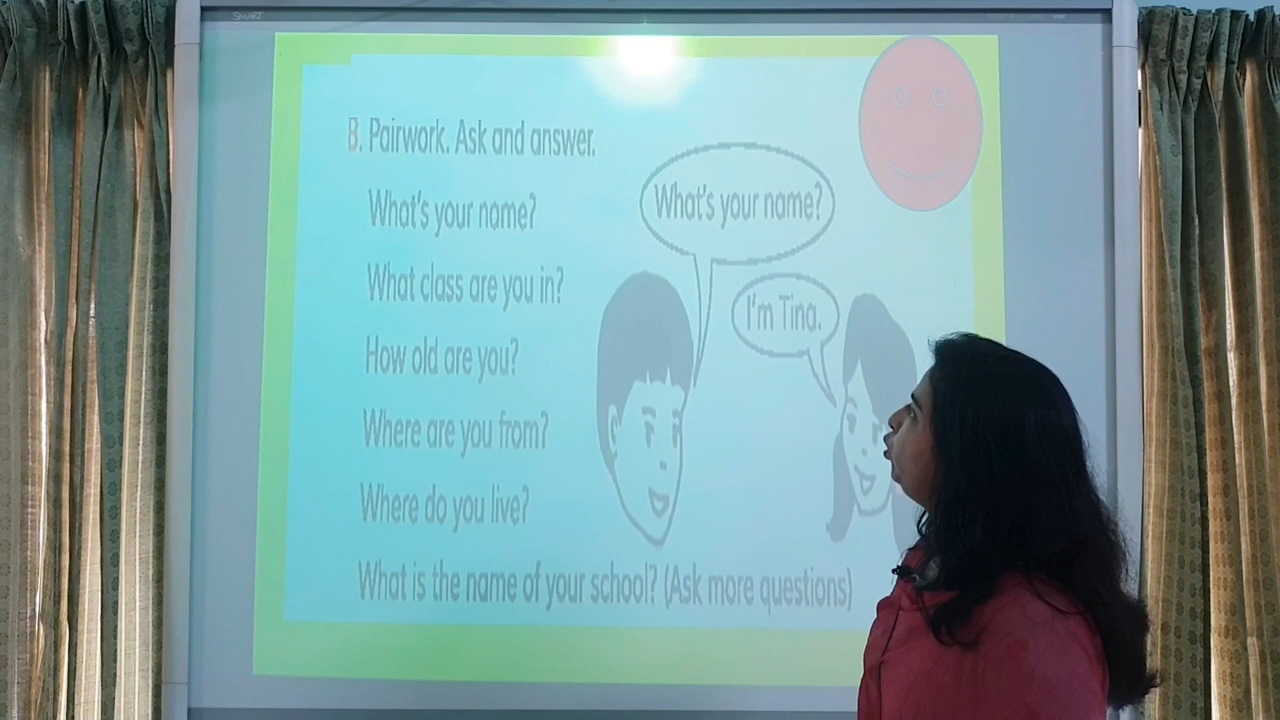 SMART
B. Pairwork. Ask and answer.
What's your name?
What class are you in?
How old are you?
Where are you from?
Where do you live?
What is the name of your school? (Ask more questions)
What's your name?
I'm Tina.